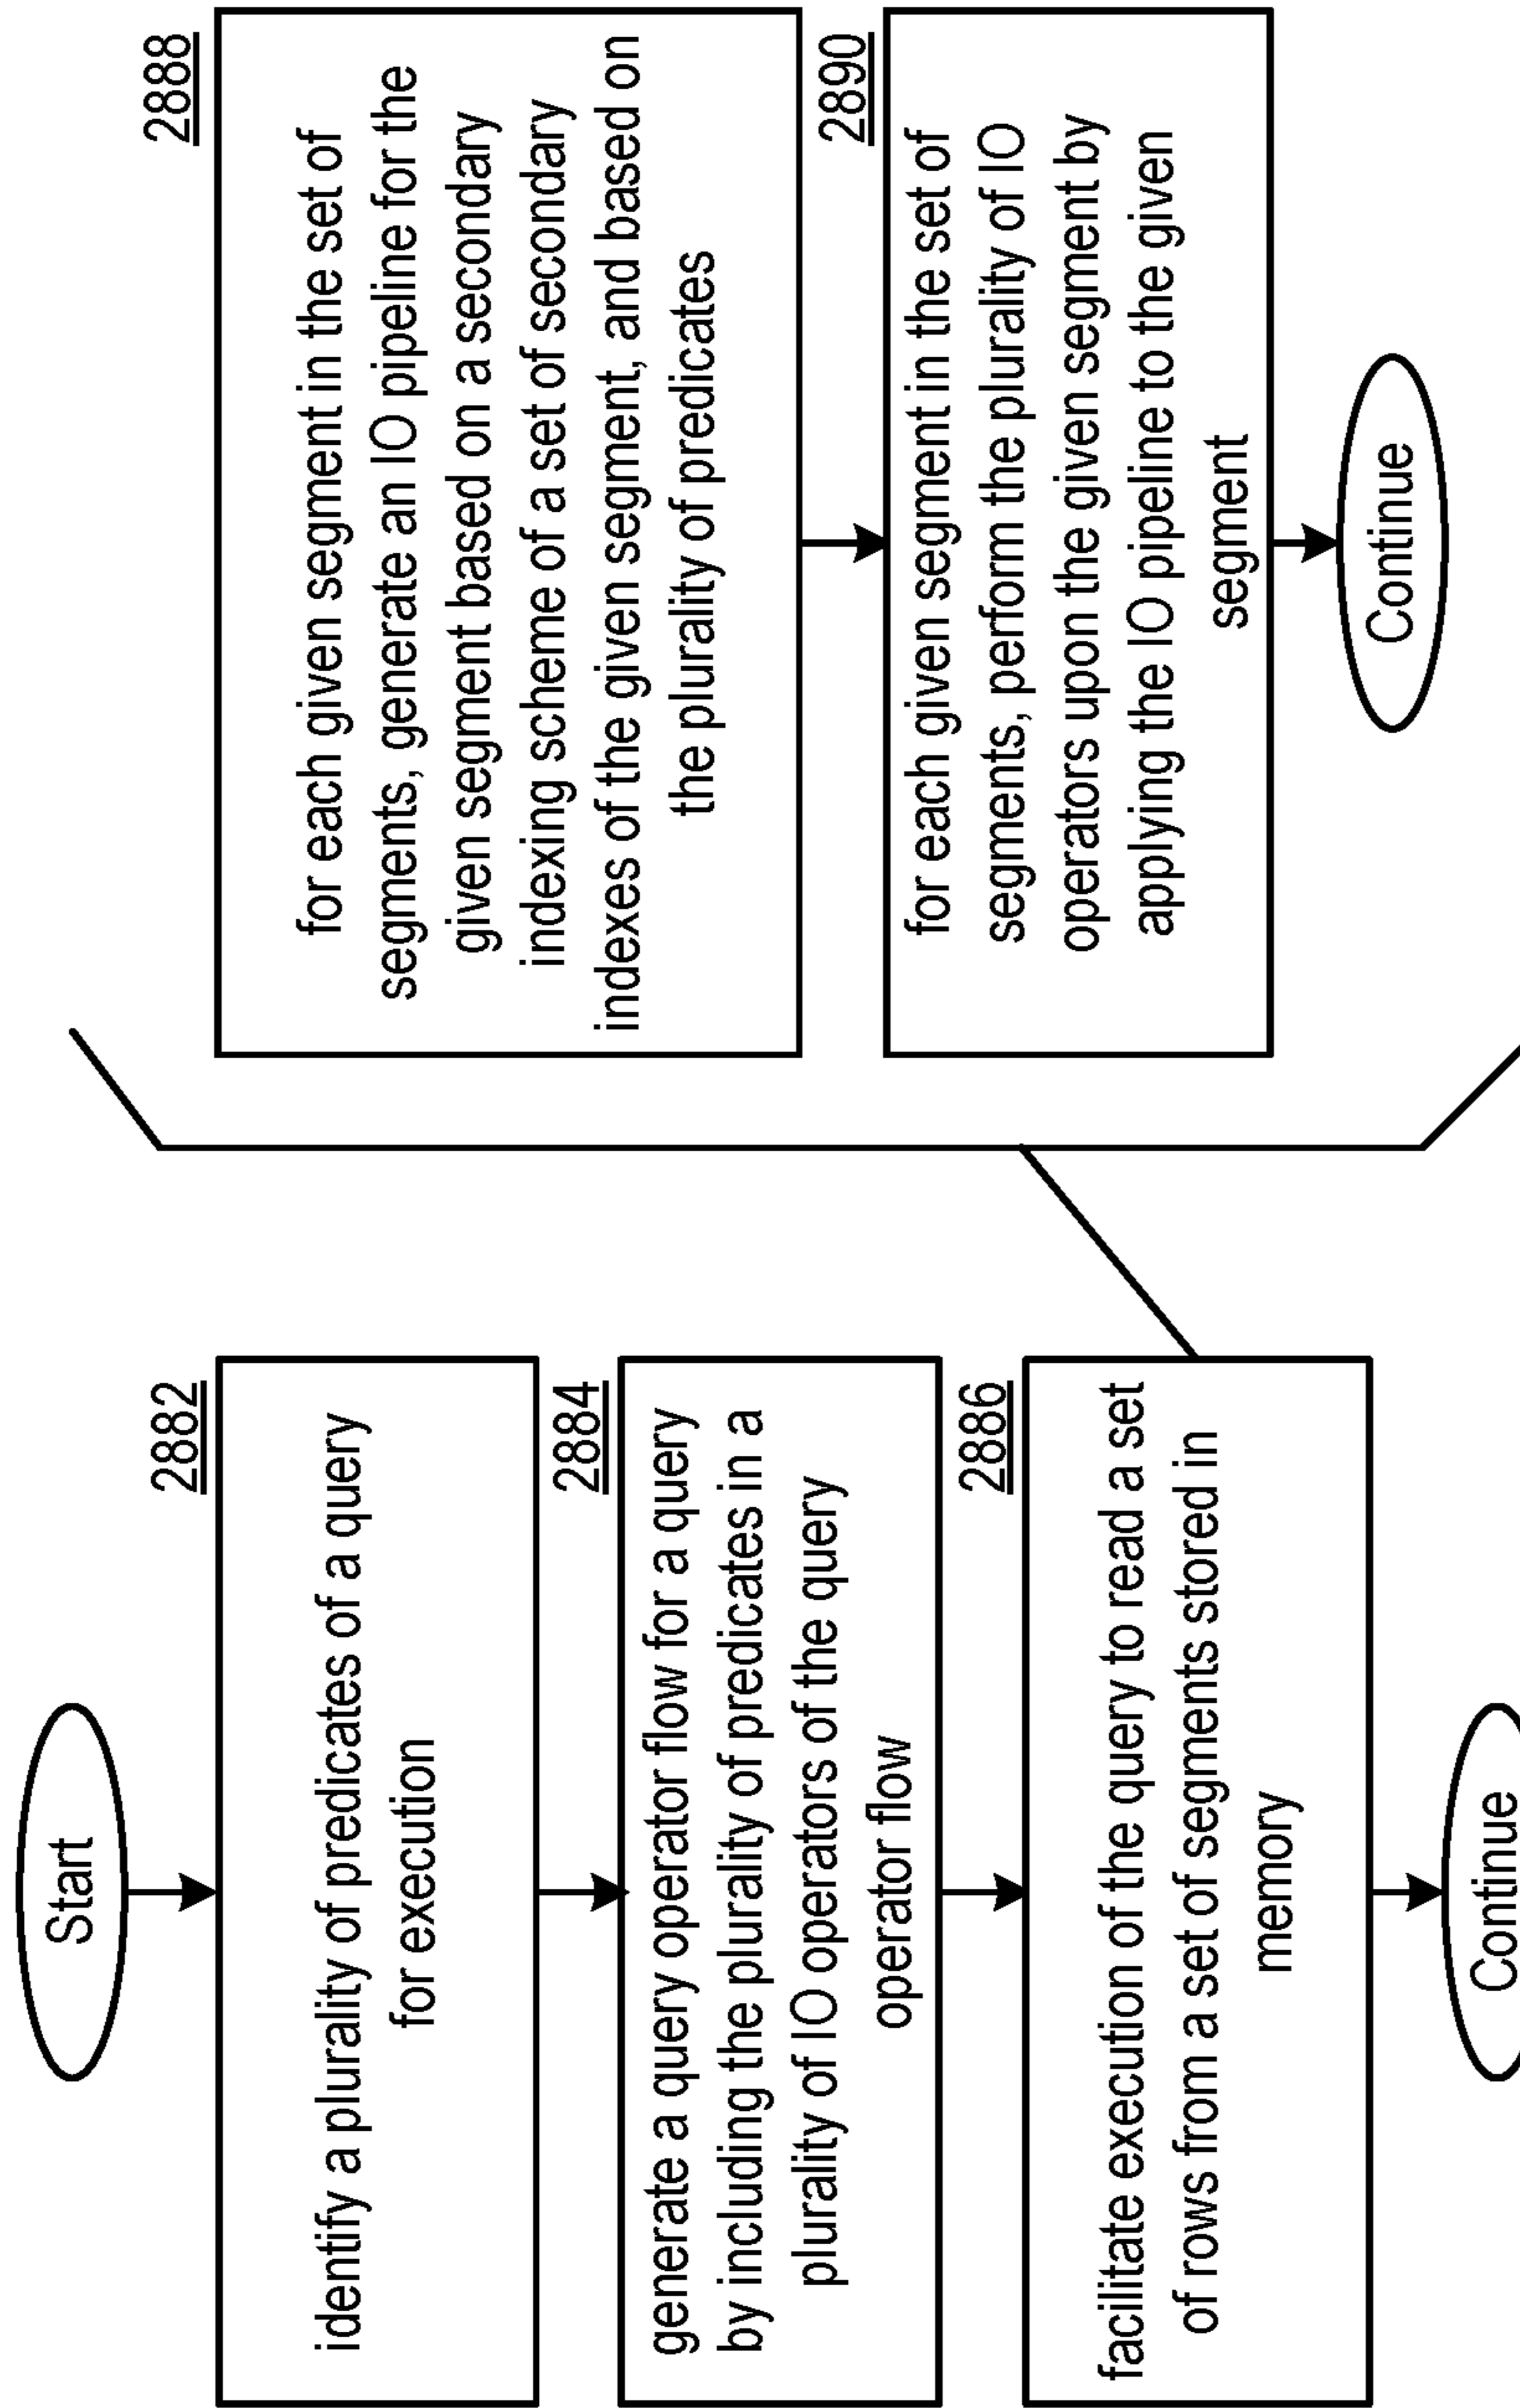 Start
2882
identify a plurality of predicates of a query
for execution
2884
generate a query operator flow for a query
by including the plurality of predicates in a
plurality of IO operators of the query
operator flow
2886
facilitate execution of the query to read a set
of rows from a set of segments stored in
memory
Continue
2888
for each given segment in the set of
segments, generate an IO pipeline for the
given segment based on a secondary
indexing scheme of a set of secondary
indexes of the given segment, and based on
the plurality of predicates
2890
for each given segment in the set of
segments, perform the plurality of IO
operators upon the given segment by
applying the IO pipeline to the given
segment
Continue